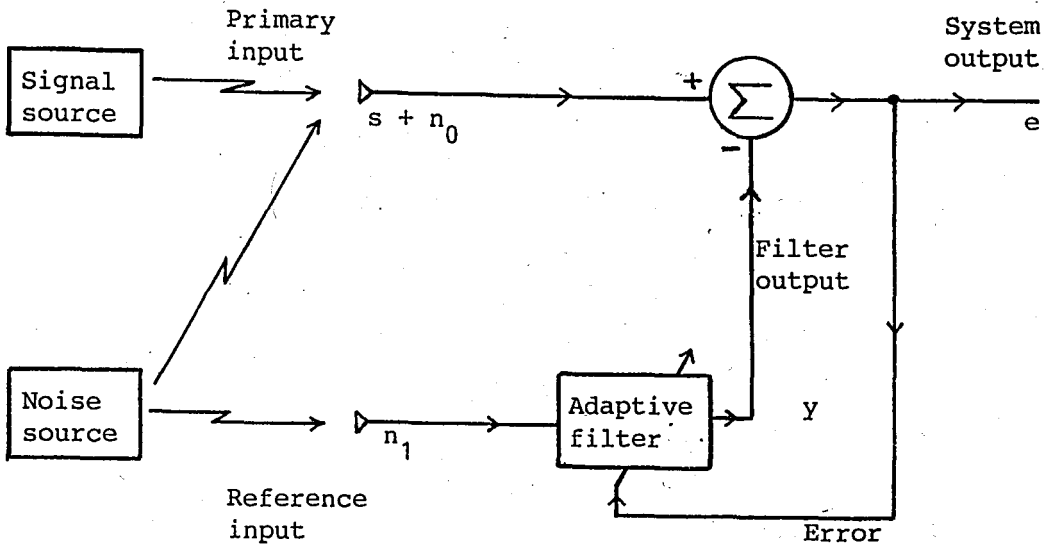 Primary
input
System
output
Signal
source
+
Σ
s + n0
-
e
Filter
output
Noise
source
Adaptive
filter
y
n1
Reference
input
Error